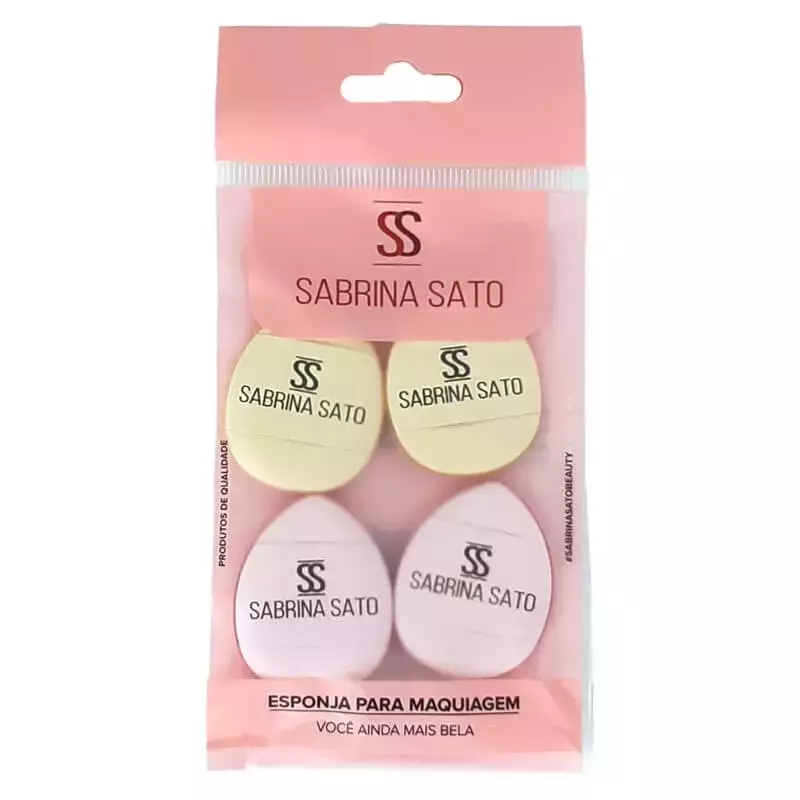 SS
SABRINA SATO
SS
SABRINA SATO
SS
SABRINA SATO
PRODUTOS DE QUALIDADE
#SABRINASATOBEAUTY
SS
SABRINA SATO
SS
SABRINA SATO
ESPONJA PARA MAQUIAGEM
VOCÊ AINDA MAIS BELA